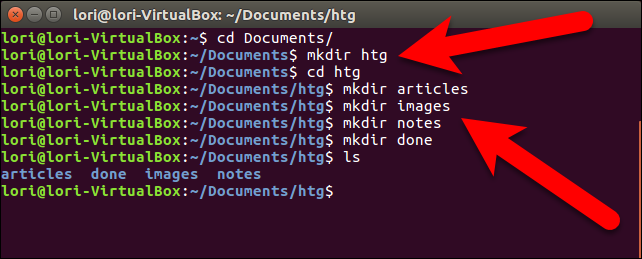 lori@lori-VirtualBox: ~/Documents/htg
lori@lori-VirtualBox:~$ cd Documents/
lori@lori-VirtualBox:~/Documents$ mkdir htg
lori@lori-VirtualBox:~/Documents$ cd htg
lori@lori-VirtualBox:~/Documents/htg$ mkdir articles
lori@lori-VirtualBox:~/Documents/htg$ mkdir images
lori@lori-VirtualBox:~/Documents/htg$ mkdir notes
lori@lori-VirtualBox:~/Documents/htg$ mkdir done
lori@lori-VirtualBox:~/Documents/htg$ ls
articles  done  images  notes
lori@lori-VirtualBox:~/Documents/htg$